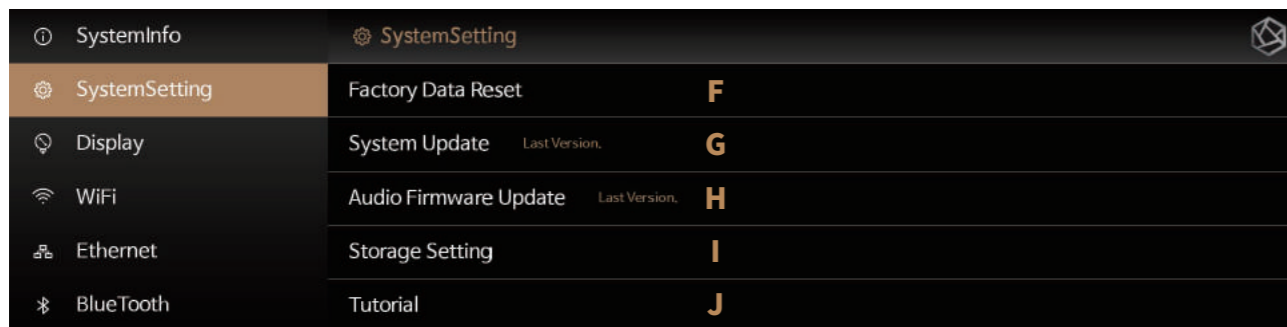 SystemInfo
SystemSetting
Display
WiFi
Ethernet
BlueTooth
SystemSetting
Factory Data Reset F
System Update Last Version. G
Audio Firmware Update Last Version. H
Storage Setting I
Tutorial J